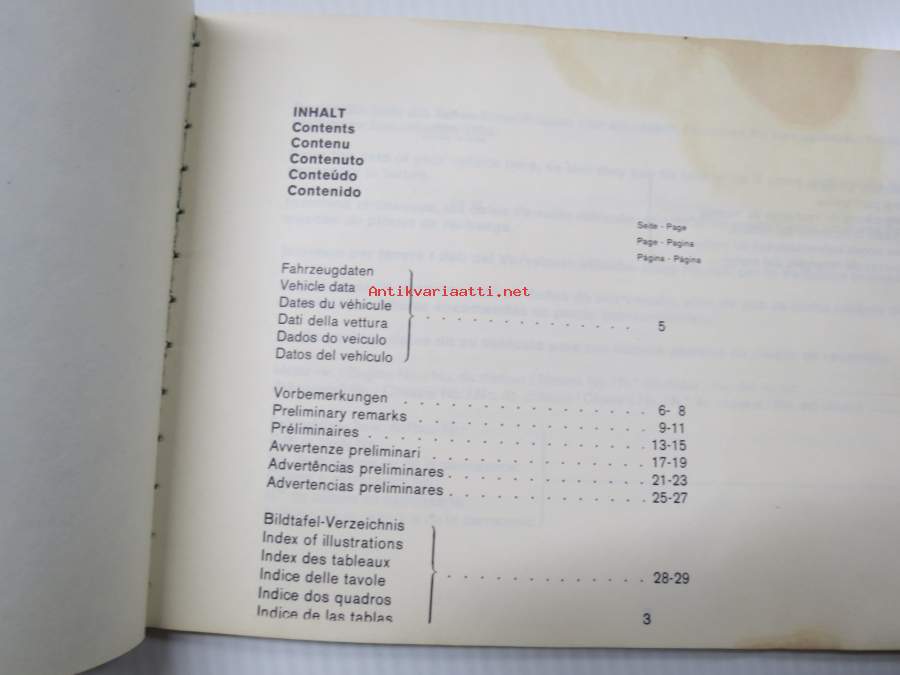 INHALT
Contents
Contenu
Contenuto
Conteúdo
Contenido
Seite - Page
Page - Pagina
Página - Página
Antikvariaatti.net
Fahrzeugdaten
Vehicle data
Dates du véhicule
Dati della vettura
Dados do veiculo
Datos del vehículo
. . . . . . . . . . . . . . . . 5
Vorbemerkungen . . . . . . . . . . . . . . . . . 6- 8
Preliminary remarks . . . . . . . . . . . . . . . . 9-11
Préliminaires . . . . . . . . . . . . . . . . . . 13-15
Avvertenze preliminari . . . . . . . . . . . . . . 17-19
Advertências preliminares . . . . . . . . . . . . . 21-23
Advertencias preliminares . . . . . . . . . . . . . 25-27
Bildtafel-Verzeichnis
Index of illustrations
Index des tableaux
Indice delle tavole
Indice dos quadros
Indice de las tablas
. . . . . . . . . . . . . . . 28-29
3